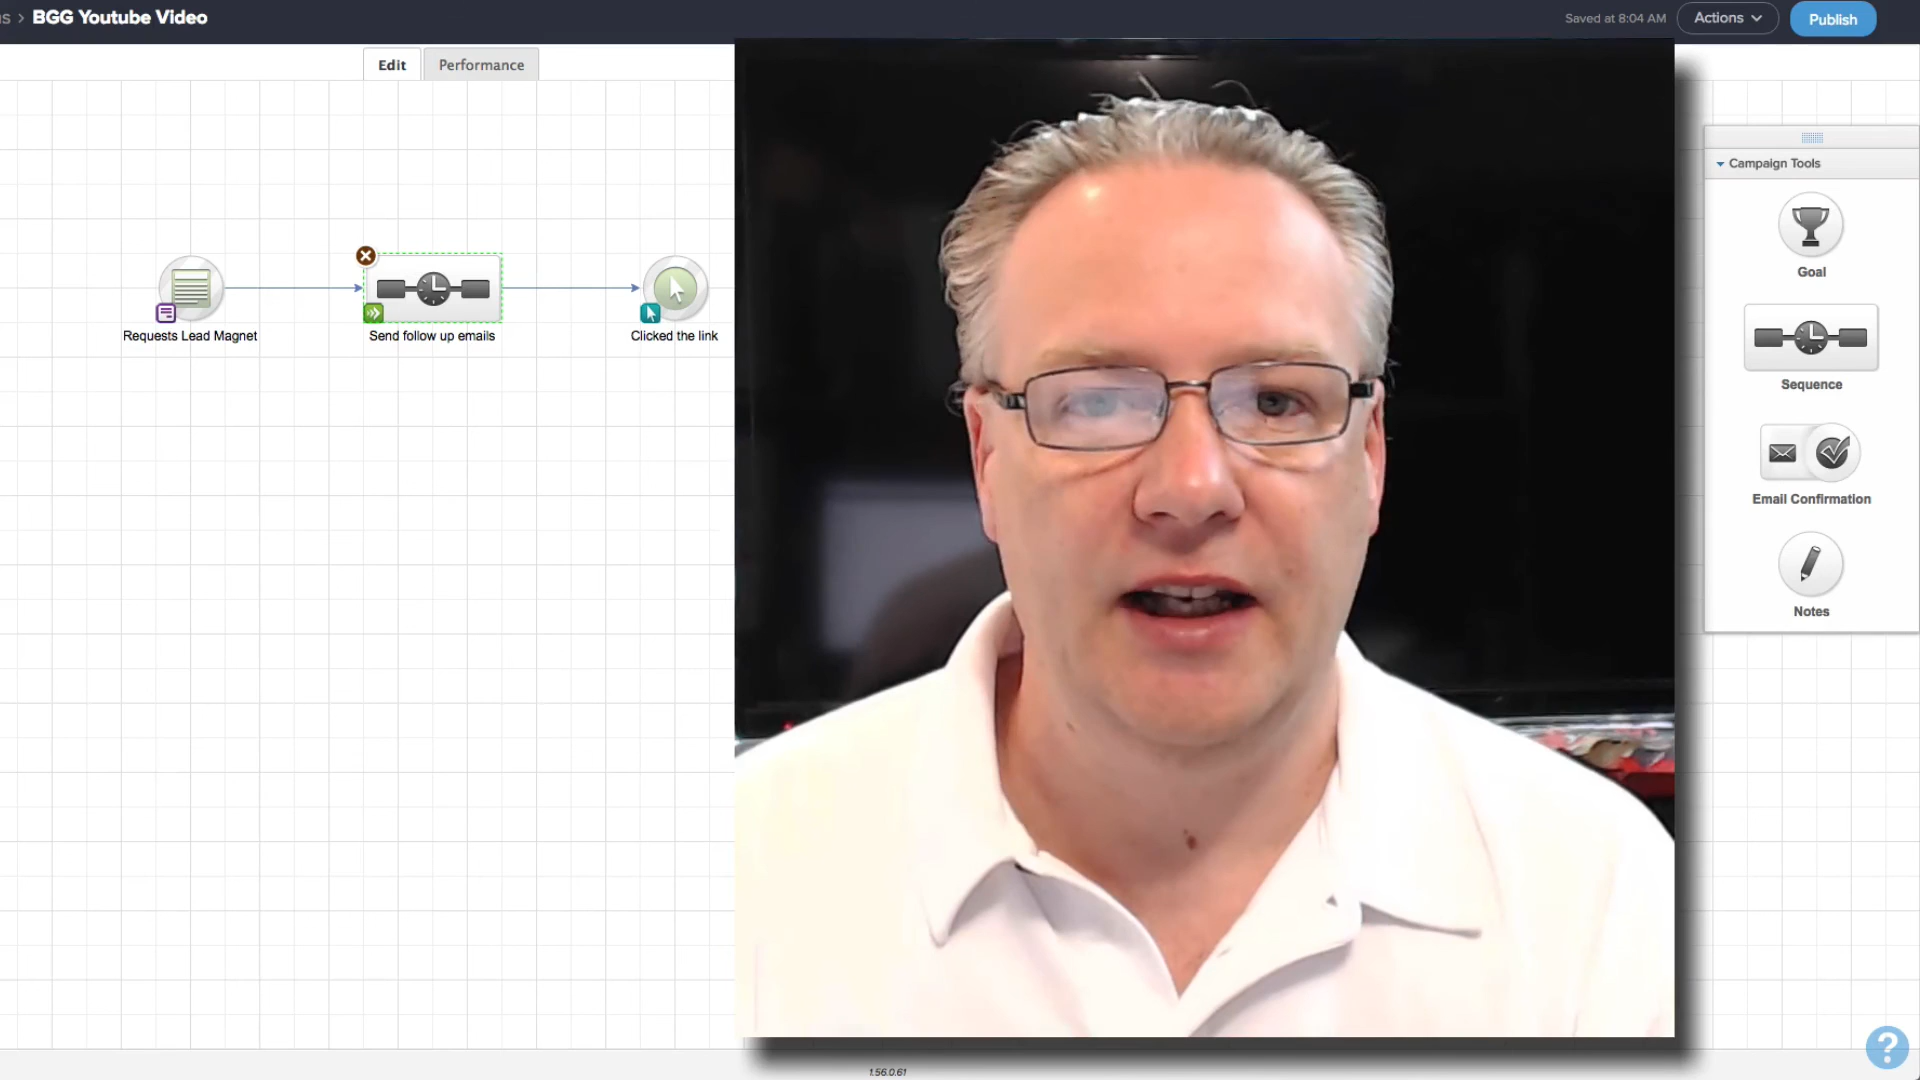 s › BGG Youtube Video
Saved at 8:04 AM
Actions
Publish
Edit
Performance
Campaign Tools
Goal
Requests Lead Magnet
Send follow up emails
Clicked the link
Sequence
Email Confirmation
Notes
?
1.56.0.61